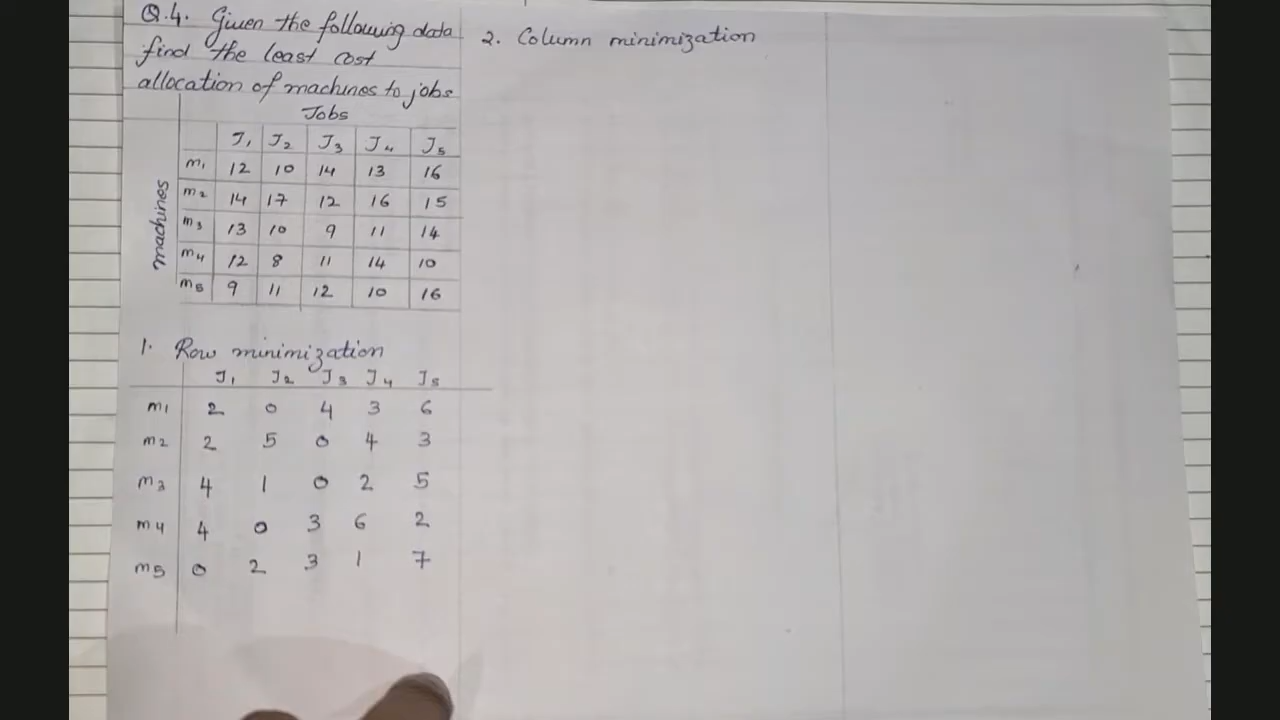 Q.4. Given the following data
find the least cost
allocation of machines to jobs
Jobs
J1 J2 J3 J4 J5
machines
m1 12 10 14 13 16
m2 14 17 12 16 15
m3 13 10 9 11 14
m4 12 8 11 14 10
m5 9 11 12 10 16
1. Row minimization
J1 J2 J3 J4 J5
m1 2 0 4 3 6
m2 2 5 0 4 3
m3 4 1 0 2 5
m4 4 0 3 6 2
m5 0 2 3 1 7
2. Column minimization